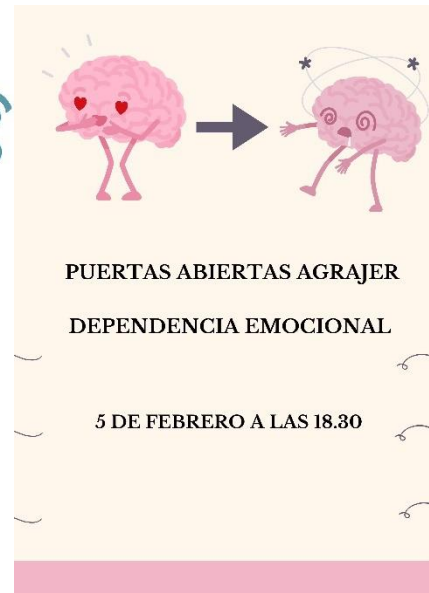 PUERTAS ABIERTAS AGRAJER
DEPENDENCIA EMOCIONAL
5 DE FEBRERO A LAS 18.30